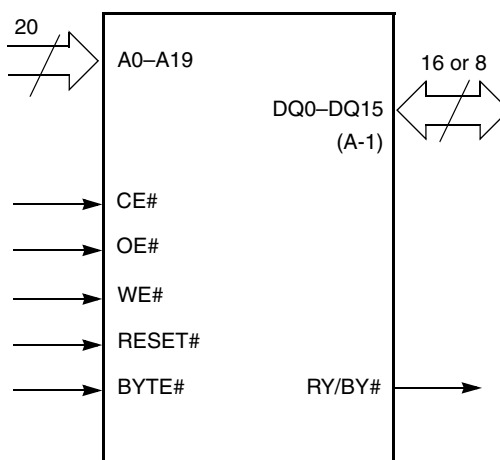 20
A0–A19
16 or 8
DQ0–DQ15
(A-1)
CE#
OE#
WE#
RESET#
BYTE#
RY/BY#